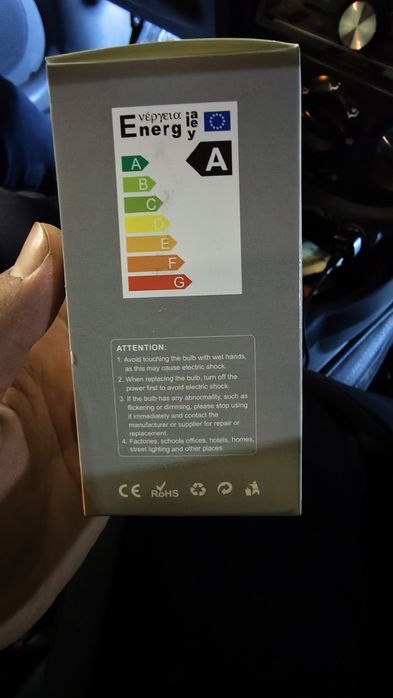 Ενέργεια
Energ ia
ie
y
A
A
B
C
D
E
F
G
ATTENTION:
1. Avoid touching the bulb with wet hands,
as this may cause electric shock.
2. When replacing the bulb, turn off the
power first to avoid electric shock.
3. If the bulb has any abnormality, such as
flickering or dimming, please stop using
it immediately and contact the
manufacturer or supplier for repair or
replacement.
4. Factories, schools offices, hotels, homes,
street lighting and other places.
CE RoHS